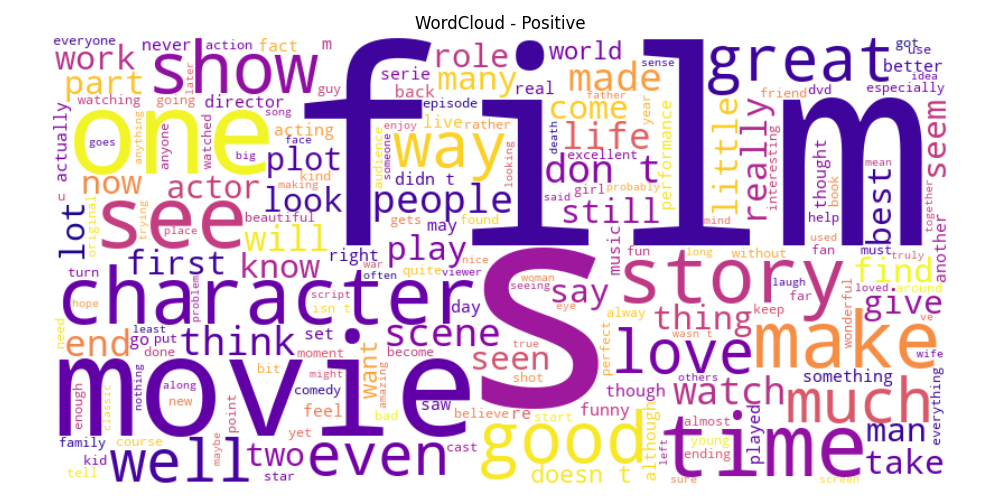 WordCloud - Positive
everyone never action fact m got use
work show role world sense better
later guy serie many made great idea
part back real especially
watching going director song episode father friend dvd
actually one acting live rather come year little really thought seem
goes anything anyone watched big face audience enjoy someone way looking death life performance interesting book
kind excellent mean
now plot didn t don t best together
actor making look people said girl probably mind help
c lot original trying see place beautiful gets may found still music used another
will play fun long without fan must truly
first know right war often quite viewer nice laugh loved around
turn problem woman seeing say story far find
hope character script isn t set day eye alway thing keep wonderful give ve
need least go put think scene true perfect wasn t make
end done moment become seen love wife
movie bit want might shot others something
nothing along amazing comedy saw though watch much everything
enough classic new point feel bad believe re start funny almost
yet good although played time man
family course maybe two even cast left young ending
kid well star doesn t take
tell sure screen
film s